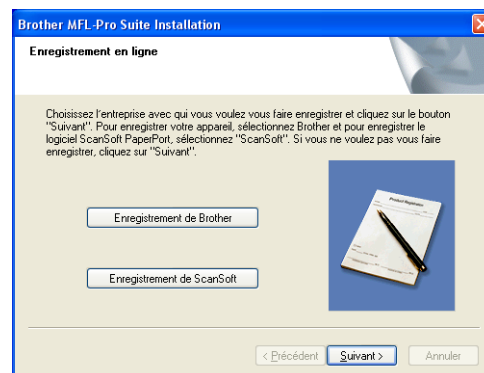 Brother MFL-Pro Suite Installation
Enregistrement en ligne
Choisissez l'entreprise avec qui vous voulez vous faire enregistrer et cliquez sur le bouton
"Suivant". Pour enregistrer votre appareil, sélectionnez Brother et pour enregistrer le
logiciel ScanSoft PaperPort, sélectionnez "ScanSoft". Si vous ne voulez pas vous faire
enregistrer, cliquez sur "Suivant".
Product Registration
Enregistrement de Brother
Enregistrement de ScanSoft
< Précédent
Suivant >
Annuler